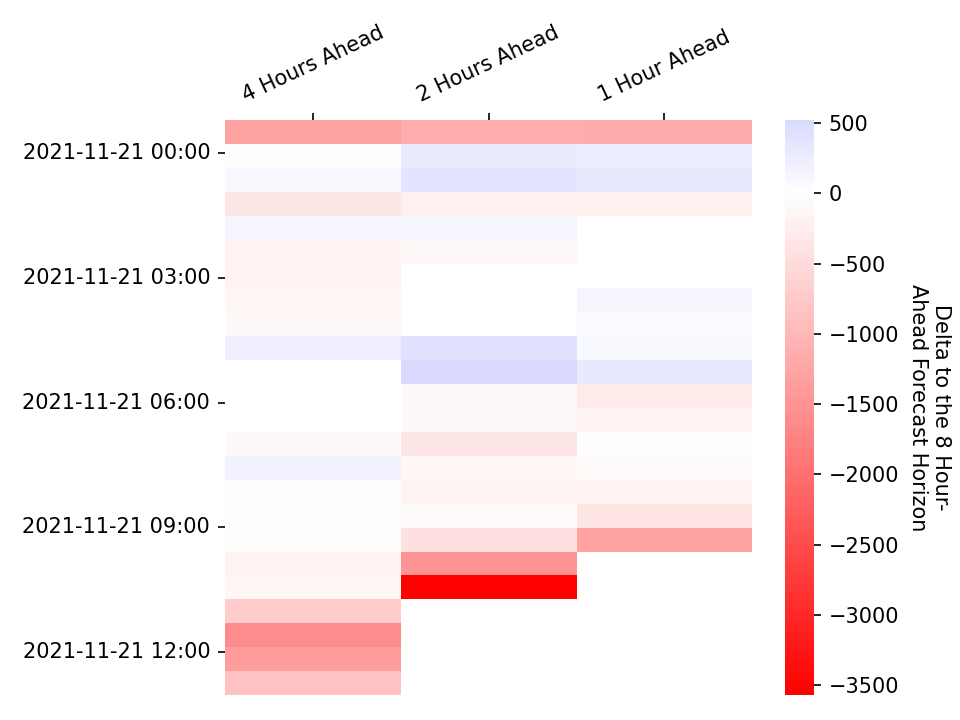 4 Hours Ahead
2 Hours Ahead
1 Hour Ahead
2021-11-21 00:00
2021-11-21 03:00
2021-11-21 06:00
2021-11-21 09:00
2021-11-21 12:00
500
0
−500
−1000
−1500
−2000
−2500
−3000
−3500
Delta to the 8 Hour-
Ahead Forecast Horizon